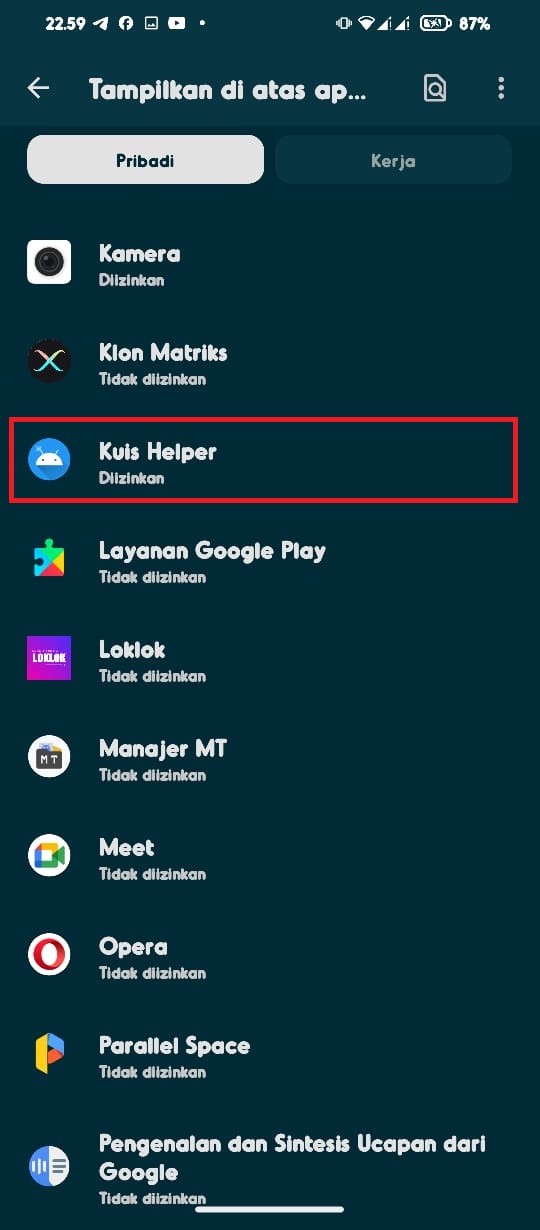 22.59
87%
Tampilkan di atas ap...
Pribadi
Kerja
Kamera
Diizinkan
Klon Matriks
Tidak diizinkan
Kuis Helper
Diizinkan
Layanan Google Play
Tidak diizinkan
LOKLOK
Loklok
Tidak diizinkan
MT
Manajer MT
Tidak diizinkan
Meet
Tidak diizinkan
Opera
Tidak diizinkan
Parallel Space
Tidak diizinkan
Pengenalan dan Sintesis Ucapan dari
Google
Tidak diizinkan